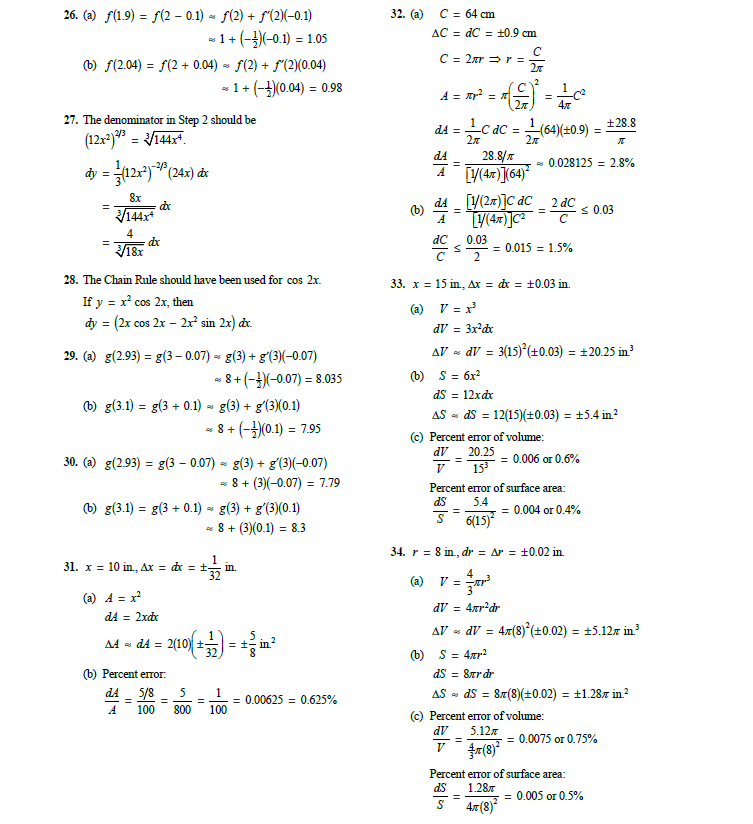 26. (a) f(1.9) = f(2 − 0.1) ≈ f(2) + f′(2)(−0.1)
≈ 1 + (−1/2)(−0.1) = 1.05
(b) f(2.04) = f(2 + 0.04) ≈ f(2) + f′(2)(0.04)
≈ 1 + (−1/2)(0.04) = 0.98
27. The denominator in Step 2 should be
(12x²)^(2/3) = ∛(144x⁴).
dy = 1/3 (12x²)^(−2/3) (24x) dx
= 8x/∛(144x⁴) dx
= 4/∛(18x) dx
28. The Chain Rule should have been used for cos 2x.
If y = x² cos 2x, then
dy = (2x cos 2x − 2x² sin 2x) dx.
29. (a) g(2.93) = g(3 − 0.07) ≈ g(3) + g′(3)(−0.07)
≈ 8 + (−1/2)(−0.07) = 8.035
(b) g(3.1) = g(3 + 0.1) ≈ g(3) + g′(3)(0.1)
≈ 8 + (−1/2)(0.1) = 7.95
30. (a) g(2.93) = g(3 − 0.07) ≈ g(3) + g′(3)(−0.07)
≈ 8 + (3)(−0.07) = 7.79
(b) g(3.1) = g(3 + 0.1) ≈ g(3) + g′(3)(0.1)
≈ 8 + (3)(0.1) = 8.3
31. x = 10 in., Δx = dx = ±1/32 in.
(a) A = x²
dA = 2xdx
ΔA ≈ dA = 2(10)(±1/32) = ±5/8 in.²
(b) Percent error:
dA/A = 5/8/100 = 5/800 = 1/100 = 0.00625 = 0.625%
32. (a) C = 64 cm
ΔC = dC = ±0.9 cm
C = 2πr ⇒ r = C/2π
A = πr² = π(C/2π)² = 1/4π C²
dA = 1/2π C dC = 1/2π (64)(±0.9) = ±28.8/π
dA/A = 28.8/π / [1/(4π)](64)² ≈ 0.028125 = 2.8%
(b) dA/A = [1/(2π)]C dC / [1/(4π)]C² = 2 dC/C ≤ 0.03
dC/C ≤ 0.03/2 = 0.015 = 1.5%
33. x = 15 in., Δx = dx = ±0.03 in.
(a) V = x³
dV = 3x²dx
ΔV ≈ dV = 3(15)²(±0.03) = ±20.25 in.³
(b) S = 6x²
dS = 12xdx
ΔS ≈ dS = 12(15)(±0.03) = ±5.4 in.²
(c) Percent error of volume:
dV/V = 20.25/15³ = 0.006 or 0.6%
Percent error of surface area:
dS/S = 5.4/6(15)² = 0.004 or 0.4%
34. r = 8 in., dr = Δr = ±0.02 in.
(a) V = 4/3 πr³
dV = 4πr²dr
ΔV ≈ dV = 4π(8)²(±0.02) = ±5.12π in.³
(b) S = 4πr²
dS = 8πr dr
ΔS ≈ dS = 8π(8)(±0.02) = ±1.28π in.²
(c) Percent error of volume:
dV/V = 5.12π / 4/3 π(8)³ = 0.0075 or 0.75%
Percent error of surface area:
dS/S = 1.28π/4π(8)² = 0.005 or 0.5%